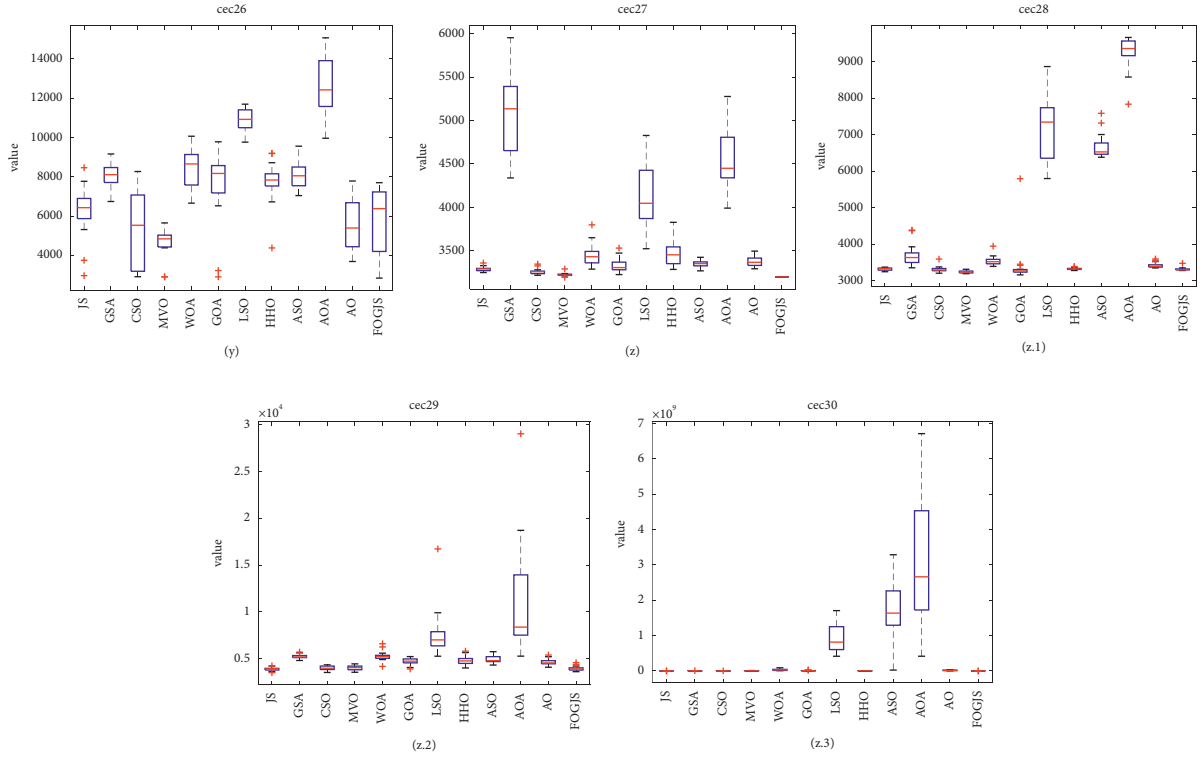 cec26
value
14000
12000
10000
8000
6000
4000
JS
GSA
CSO
MVO
WOA
GOA
LSO
HHO
ASO
AOA
AO
FOGJS
(y)
cec27
value
6000
5500
5000
4500
4000
3500
JS
GSA
CSO
MVO
WOA
GOA
LSO
HHO
ASO
AOA
AO
FOGJS
(z)
cec28
value
9000
8000
7000
6000
5000
4000
3000
JS
GSA
CSO
MVO
WOA
GOA
LSO
HHO
ASO
AOA
AO
FOGJS
(z.1)
cec29
×10^4
value
3
2.5
2
1.5
1
0.5
JS
GSA
CSO
MVO
WOA
GOA
LSO
HHO
ASO
AOA
AO
FOGJS
(z.2)
cec30
×10^9
value
7
6
5
4
3
2
1
0
JS
GSA
CSO
MVO
WOA
GOA
LSO
HHO
ASO
AOA
AO
FOGJS
(z.3)